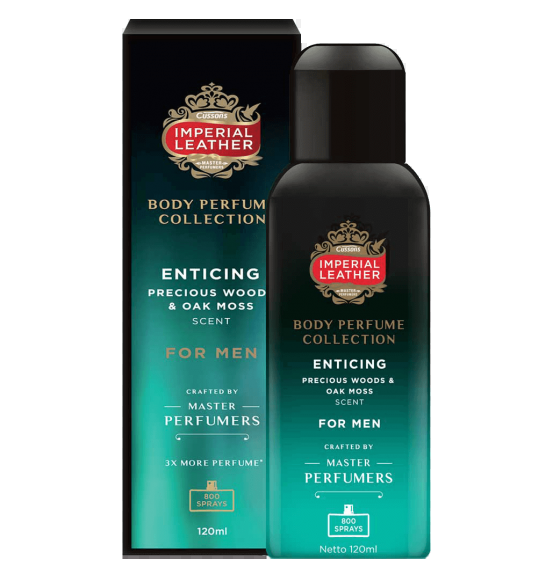 Cussons
IMPERIAL
LEATHER
MASTER
PERFUMERS
BODY PERFUM
COLLECTION
ENTICING
PRECIOUS WOOD
& OAK MOSS
SCENT
FOR MEN
CRAFTED BY
MASTER
PERFUMERS
3X MORE PERFUME*
800
SPRAYS
120ml
Cussons
IMPERIAL
LEATHER
MASTER
PERFUMERS
BODY PERFUME
COLLECTION
ENTICING
PRECIOUS WOODS &
OAK MOSS
SCENT
FOR MEN
CRAFTED BY
MASTER
PERFUMERS
800
SPRAYS
Netto 120ml